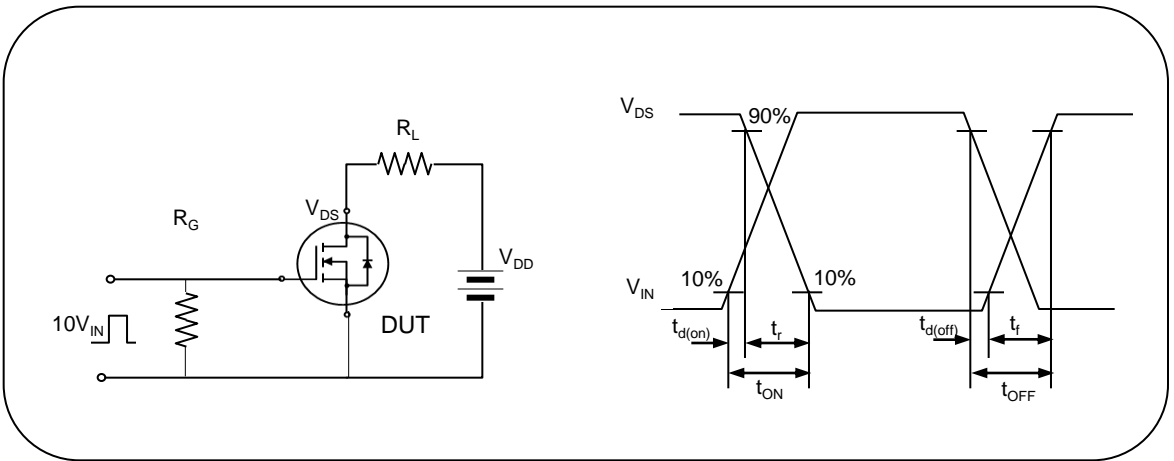 R_L
R_G
V_DS
V_DD
10V_IN
DUT
V_DS
90%
V_IN
10%
10%
t_d(on)
t_r
t_ON
t_d(off)
t_f
t_OFF